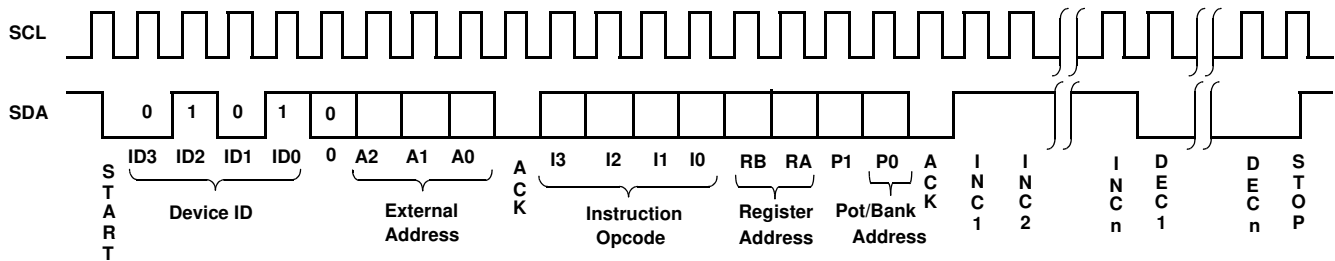 SCL
SDA
0 1 0 1 0
ID3 ID2 ID1 ID0 0 A2 A1 A0 I3 I2 I1 I0 RB RA P1 P0
START
ACK
ACK
INC1
INC2
INCn
DEC1
DECn
STOP
Device ID
External
Address
Instruction
Opcode
Register
Address
Pot/Bank
Address